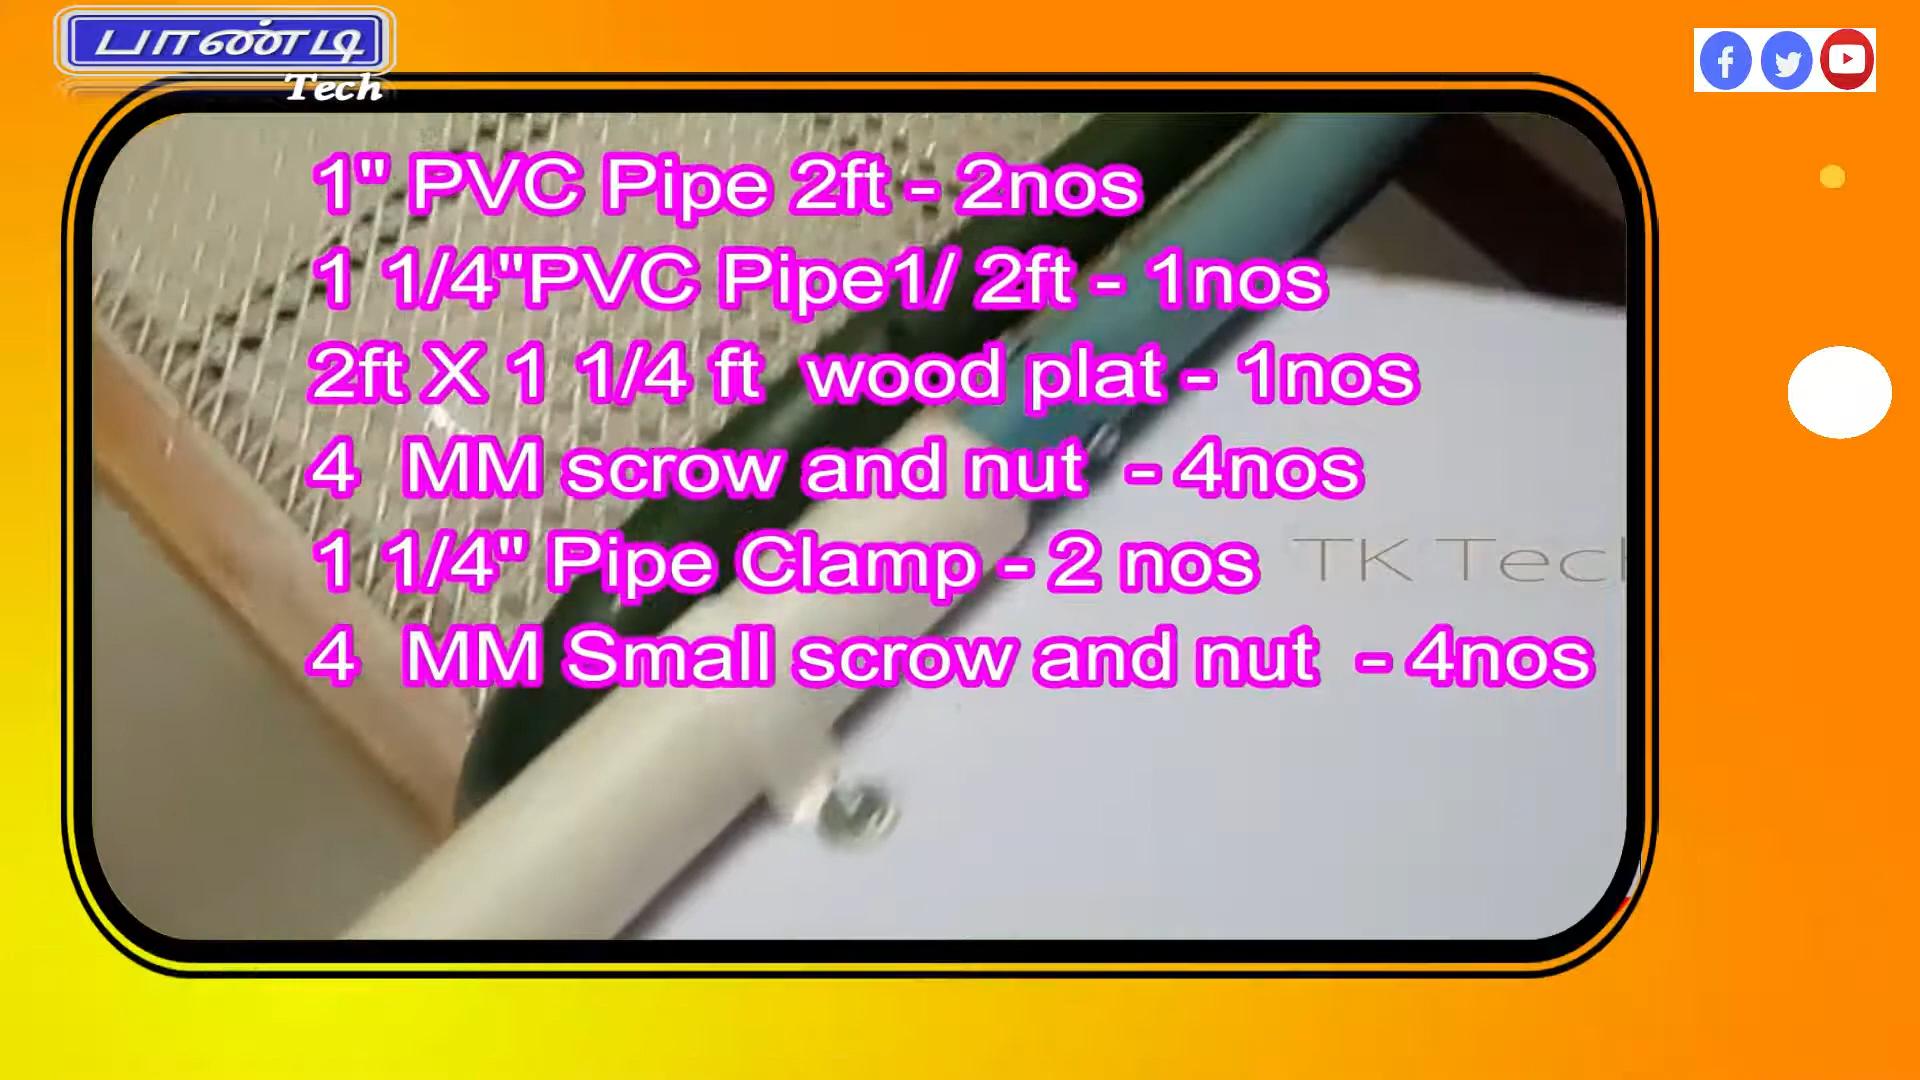 பாண்டி
Tech
1" PVC Pipe 2ft - 2nos
1 1/4"PVC Pipe1/ 2ft - 1nos
2ft X 1 1/4 ft wood plat - 1nos
4 MM scrow and nut - 4nos
1 1/4" Pipe Clamp - 2 nos
TK Tech
4 MM Small scrow and nut - 4nos